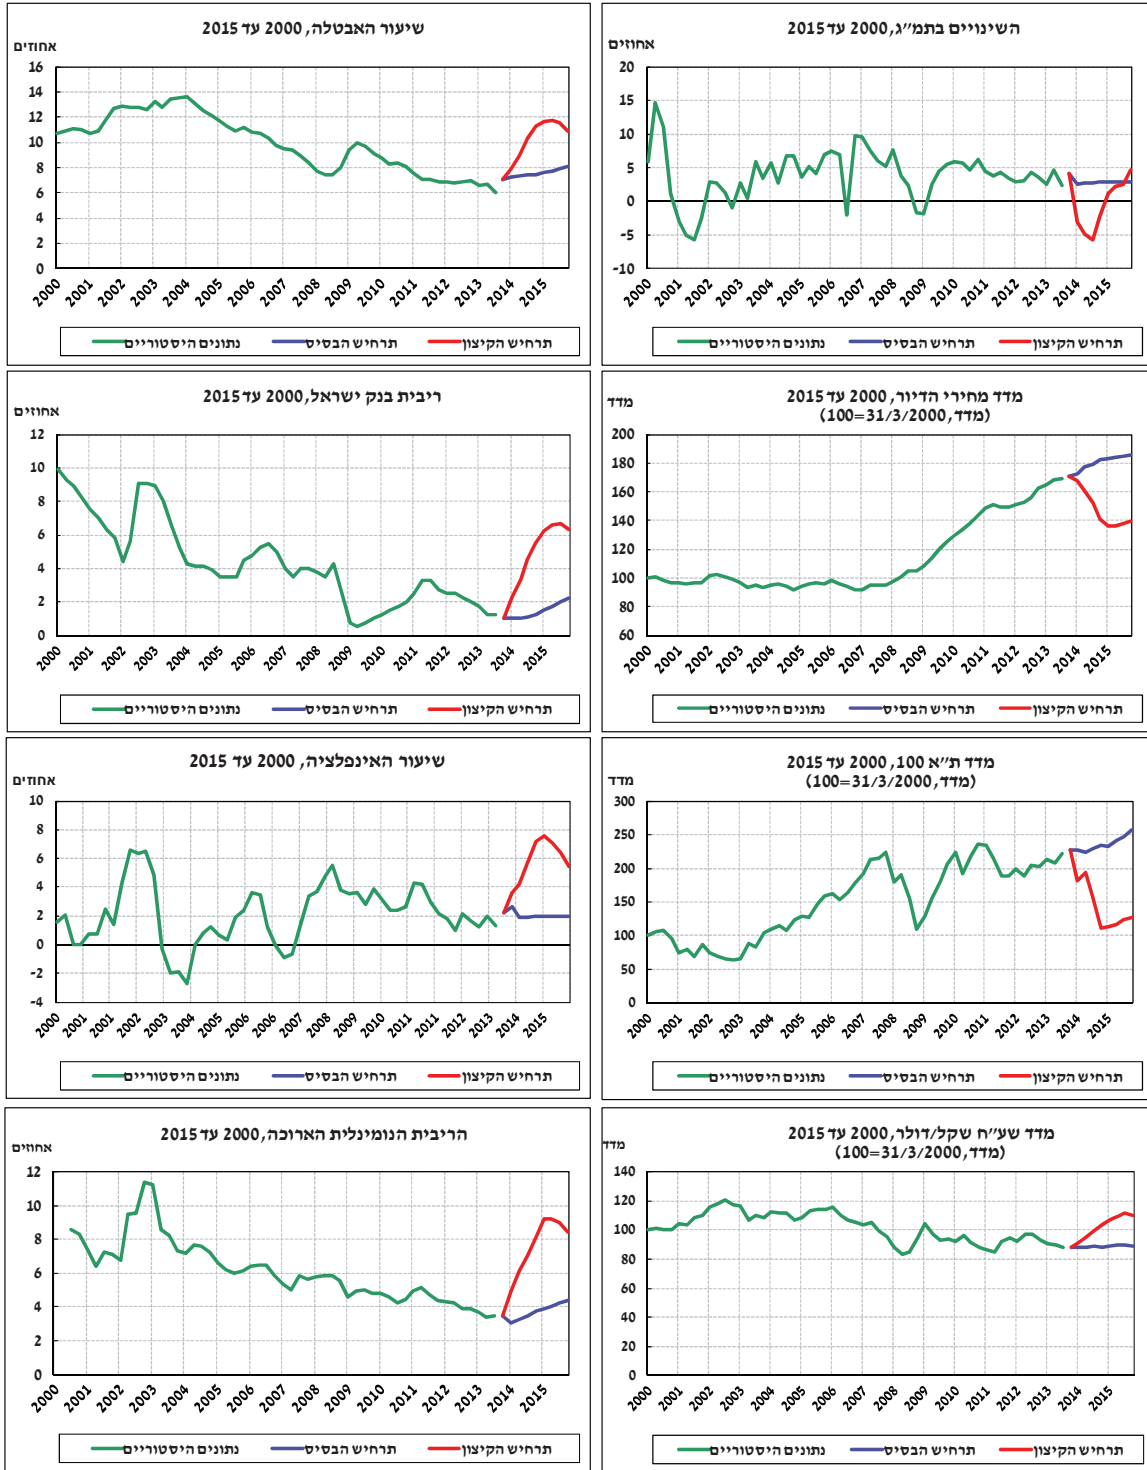 השינויים בתמ״ג, 2000 עד 2015
אחוזים
20
15
10
5
0
-5
-10
2000 2001 2002 2003 2004 2005 2006 2007 2008 2009 2010 2011 2012 2013 2014 2015
נתונים היסטוריים תרחיש הבסיס תרחיש הקיצון
שיעור האבטלה, 2000 עד 2015
אחוזים
16
14
12
10
8
6
4
2
0
2000 2001 2002 2003 2004 2005 2006 2007 2008 2009 2010 2011 2012 2013 2014 2015
נתונים היסטוריים תרחיש הבסיס תרחיש הקיצון
מדד מחירי הדיור, 2000 עד 2015
(מדד, 31/3/2000=100)
מדד
200
180
160
140
120
100
80
60
2000 2001 2002 2003 2004 2005 2006 2007 2008 2009 2010 2011 2012 2013 2014 2015
נתונים היסטוריים תרחיש הבסיס תרחיש הקיצון
ריבית בנק ישראל, 2000 עד 2015
אחוזים
12
10
8
6
4
2
0
2000 2001 2002 2003 2004 2005 2006 2007 2008 2009 2010 2011 2012 2013 2014 2015
נתונים היסטוריים תרחיש הבסיס תרחיש הקיצון
מדד ת״א 100, 2000 עד 2015
(מדד, 31/3/2000=100)
מדד
300
250
200
150
100
50
0
2000 2001 2002 2003 2004 2005 2006 2007 2008 2009 2010 2011 2012 2013 2014 2015
נתונים היסטוריים תרחיש הבסיס תרחיש הקיצון
שיעור האינפלציה, 2000 עד 2015
אחוזים
10
8
6
4
2
0
-2
-4
2000 2001 2002 2003 2004 2005 2006 2007 2008 2009 2010 2011 2012 2013 2014 2015
נתונים היסטוריים תרחיש הבסיס תרחיש הקיצון
מדד שע״ח שקל/דולר, 2000 עד 2015
(מדד, 31/3/2000=100)
מדד
140
120
100
80
60
40
20
0
2000 2001 2002 2003 2004 2005 2006 2007 2008 2009 2010 2011 2012 2013 2014 2015
נתונים היסטוריים תרחיש הבסיס תרחיש הקיצון
הריבית הנומינלית הארוכה, 2000 עד 2015
אחוזים
12
10
8
6
4
2
0
2000 2001 2002 2003 2004 2005 2006 2007 2008 2009 2010 2011 2012 2013 2014 2015
נתונים היסטוריים תרחיש הבסיס תרחיש הקיצון